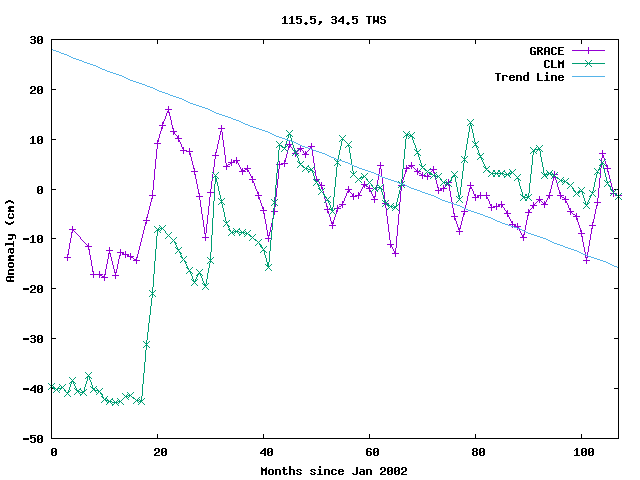 115.5, 34.5 TWS
GRACE
CLM
Trend Line
30
20
10
0
-10
-20
-30
-40
-50
Anomaly (cm)
0 20 40 60 80 100
Months since Jan 2002